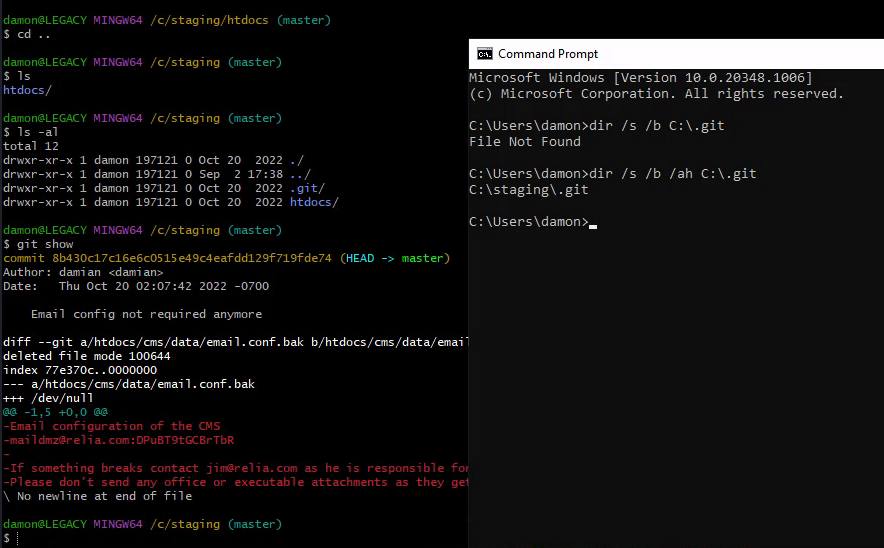 damon@LEGACY MINGW64 /c/staging/htdocs (master)
$ cd ..
damon@LEGACY MINGW64 /c/staging (master)
$ ls
htdocs/
damon@LEGACY MINGW64 /c/staging (master)
$ ls -al
total 12
drwxr-xr-x 1 damon 197121 0 Oct 20  2022 ./
drwxr-xr-x 1 damon 197121 0 Sep  2 17:38 ../
drwxr-xr-x 1 damon 197121 0 Oct 20  2022 .git/
drwxr-xr-x 1 damon 197121 0 Oct 20  2022 htdocs/
damon@LEGACY MINGW64 /c/staging (master)
$ git show
commit 8b430c17c16e6c0515e49c4eafdd129f719fde74 (HEAD -> master)
Author: damian <damian>
Date:   Thu Oct 20 02:07:42 2022 -0700
Email config not required anymore
diff --git a/htdocs/cms/data/email.conf.bak b/htdocs/cms/data/email
deleted file mode 100644
index 77e370c..0000000
--- a/htdocs/cms/data/email.conf.bak
+++ /dev/null
@@ -1,5 +0,0 @@
-Email configuration of the CMS
-maildmz@relia.com:DPuBT9tGCBrTbR
-
-If something breaks contact jim@relia.com as he is responsible for
-Please don't send any office or executable attachments as they get
\ No newline at end of file
damon@LEGACY MINGW64 /c/staging (master)
$
Command Prompt
Microsoft Windows [Version 10.0.20348.1006]
(c) Microsoft Corporation. All rights reserved.
C:\Users\damon>dir /s /b C:\.git
File Not Found
C:\Users\damon>dir /s /b /ah C:\.git
C:\staging\.git
C:\Users\damon>